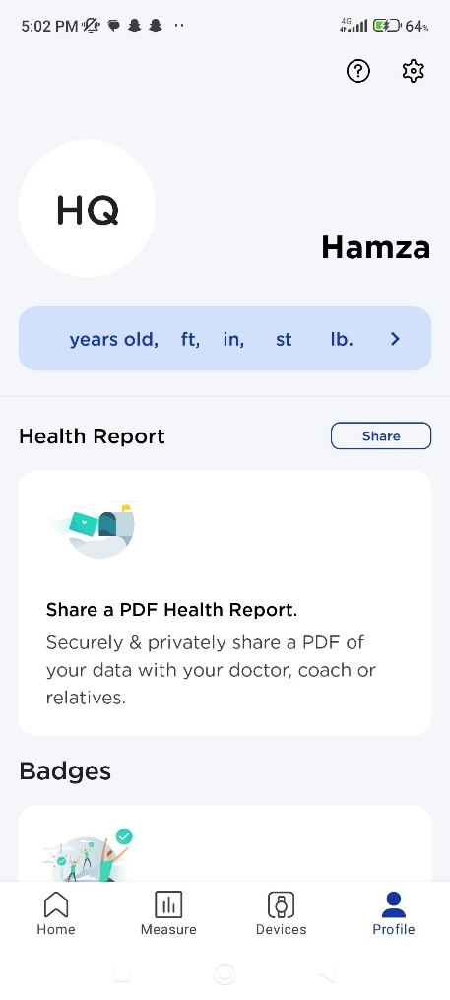 5:02 PM 4G 64%
HQ
Hamza
years old, ft, in, st lb.
Health Report Share
Share a PDF Health Report.
Securely & privately share a PDF of
your data with your doctor, coach or
relatives.
Badges
Home Measure Devices Profile